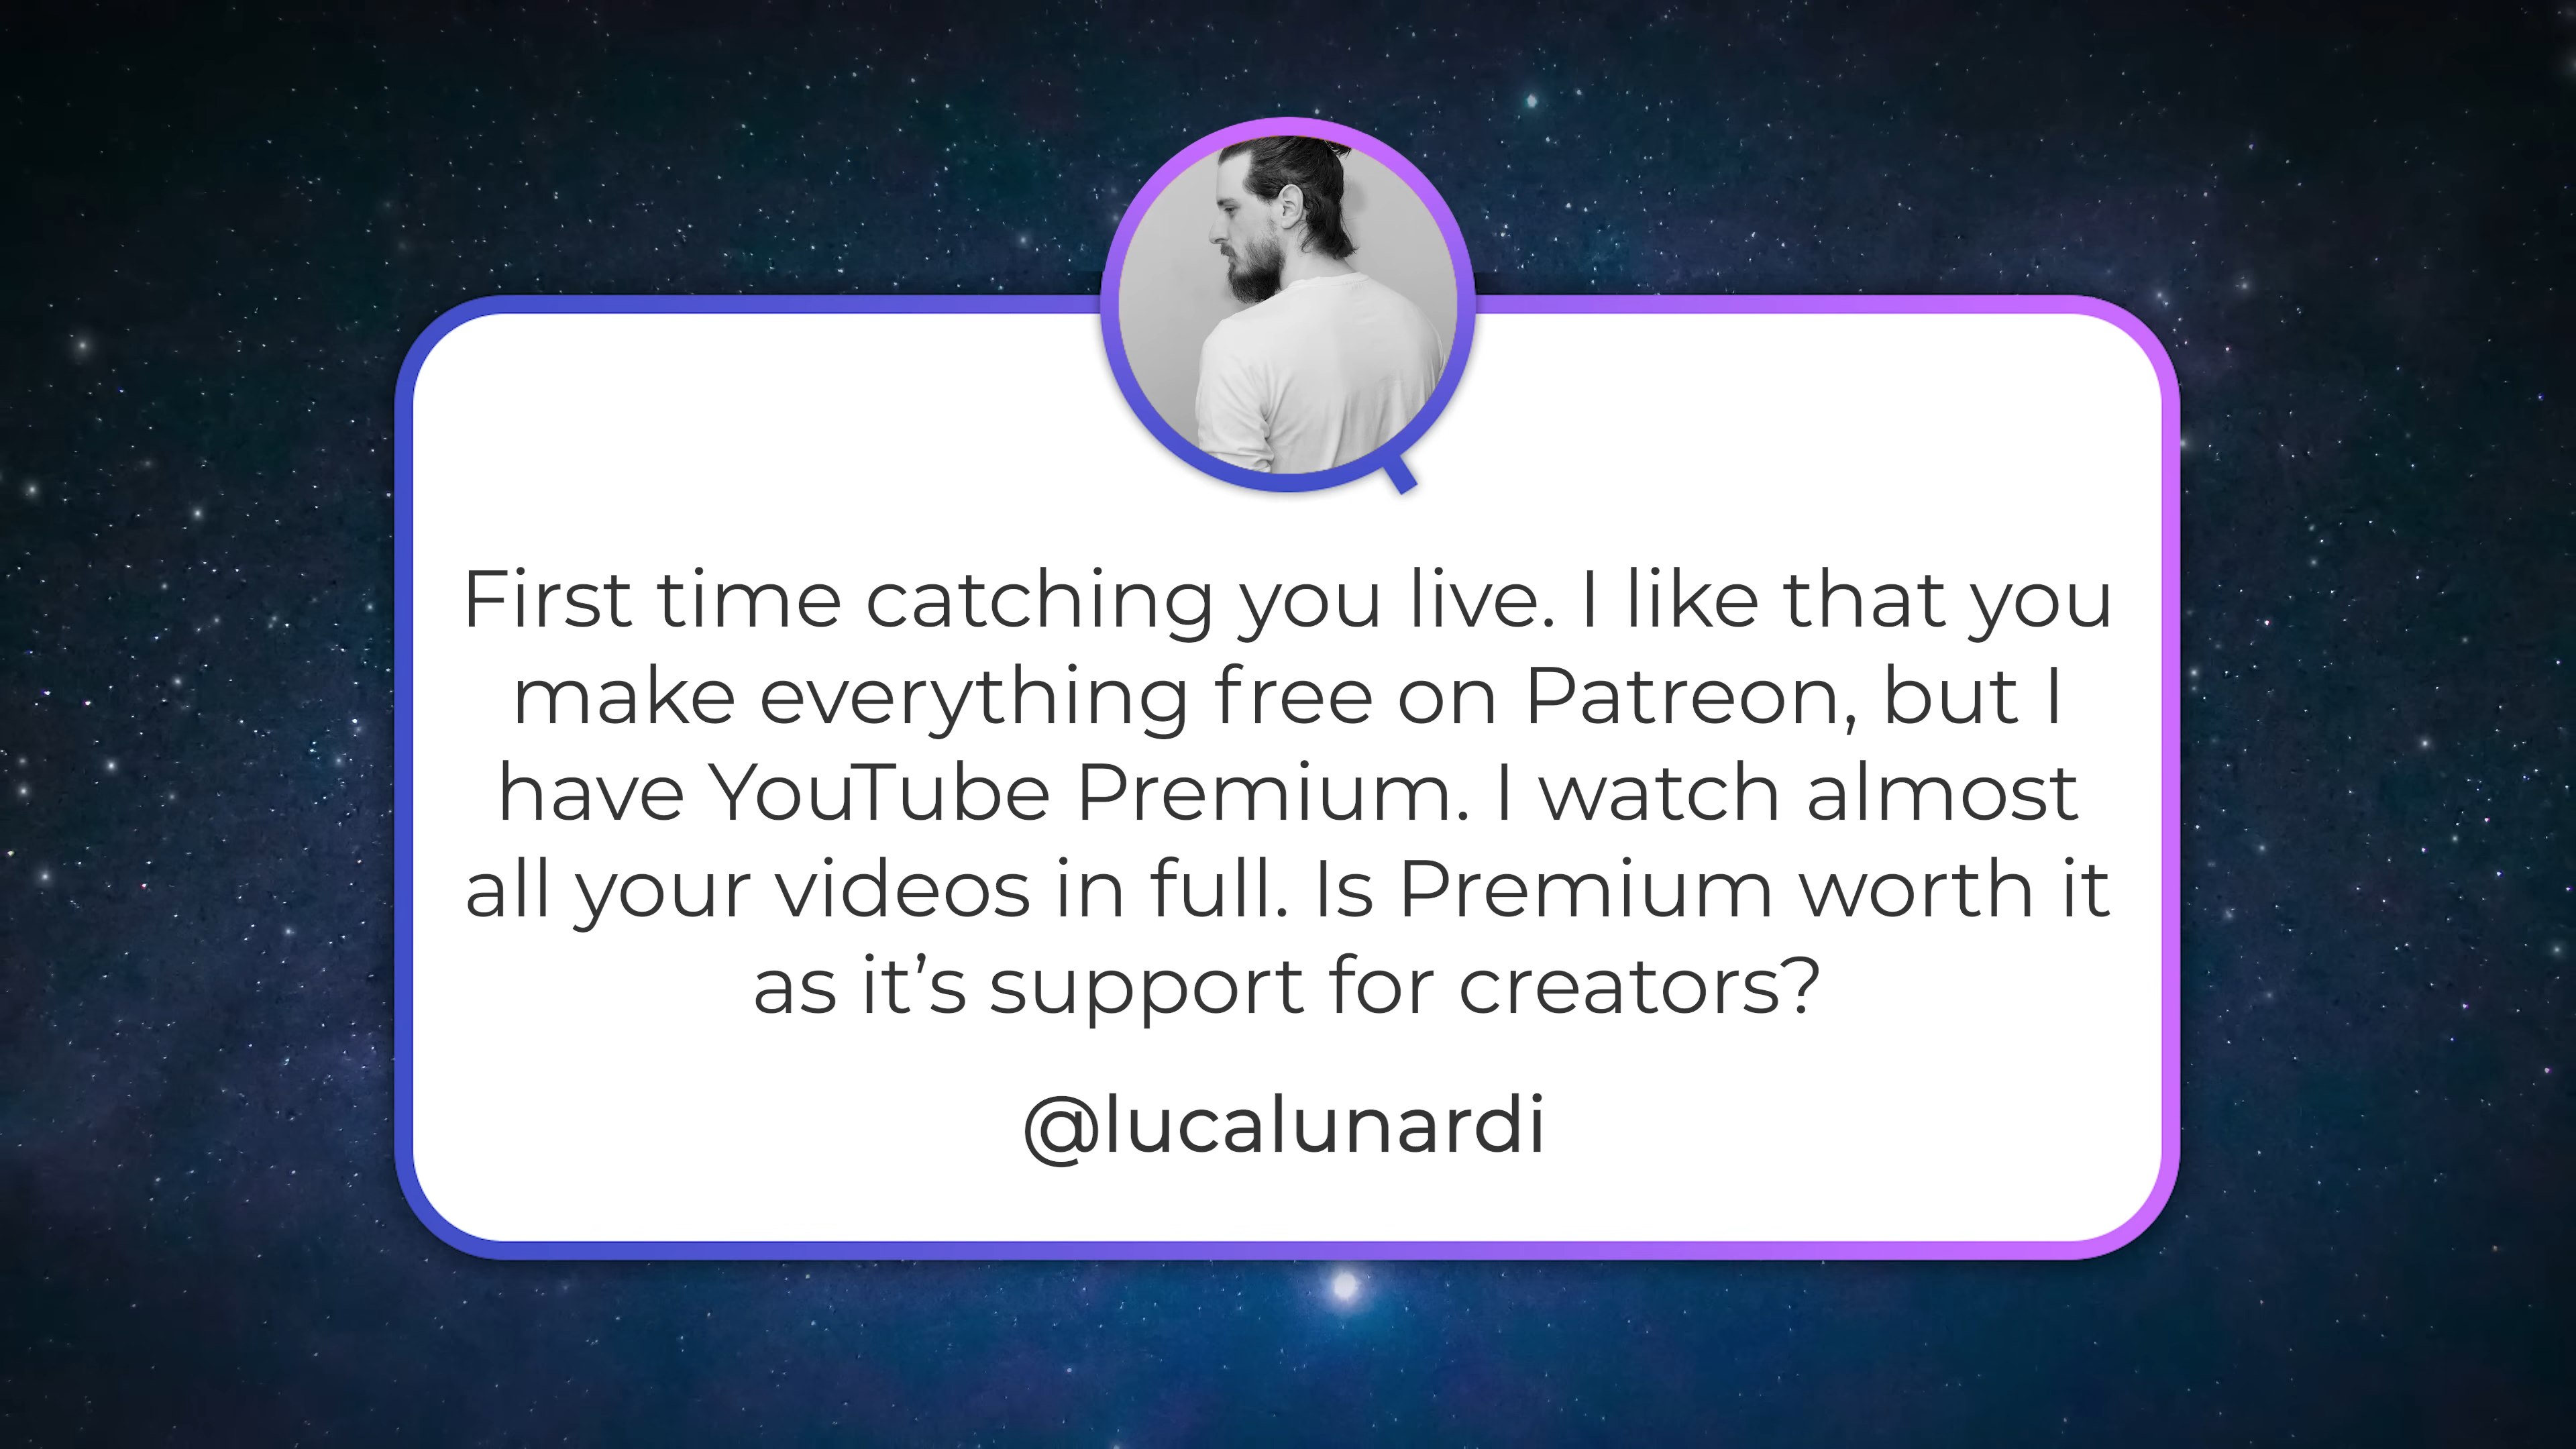 First time catching you live. I like that you
make everything free on Patreon, but I
have YouTube Premium. I watch almost
all your videos in full. Is Premium worth it
as it’s support for creators?
@lucalunardi